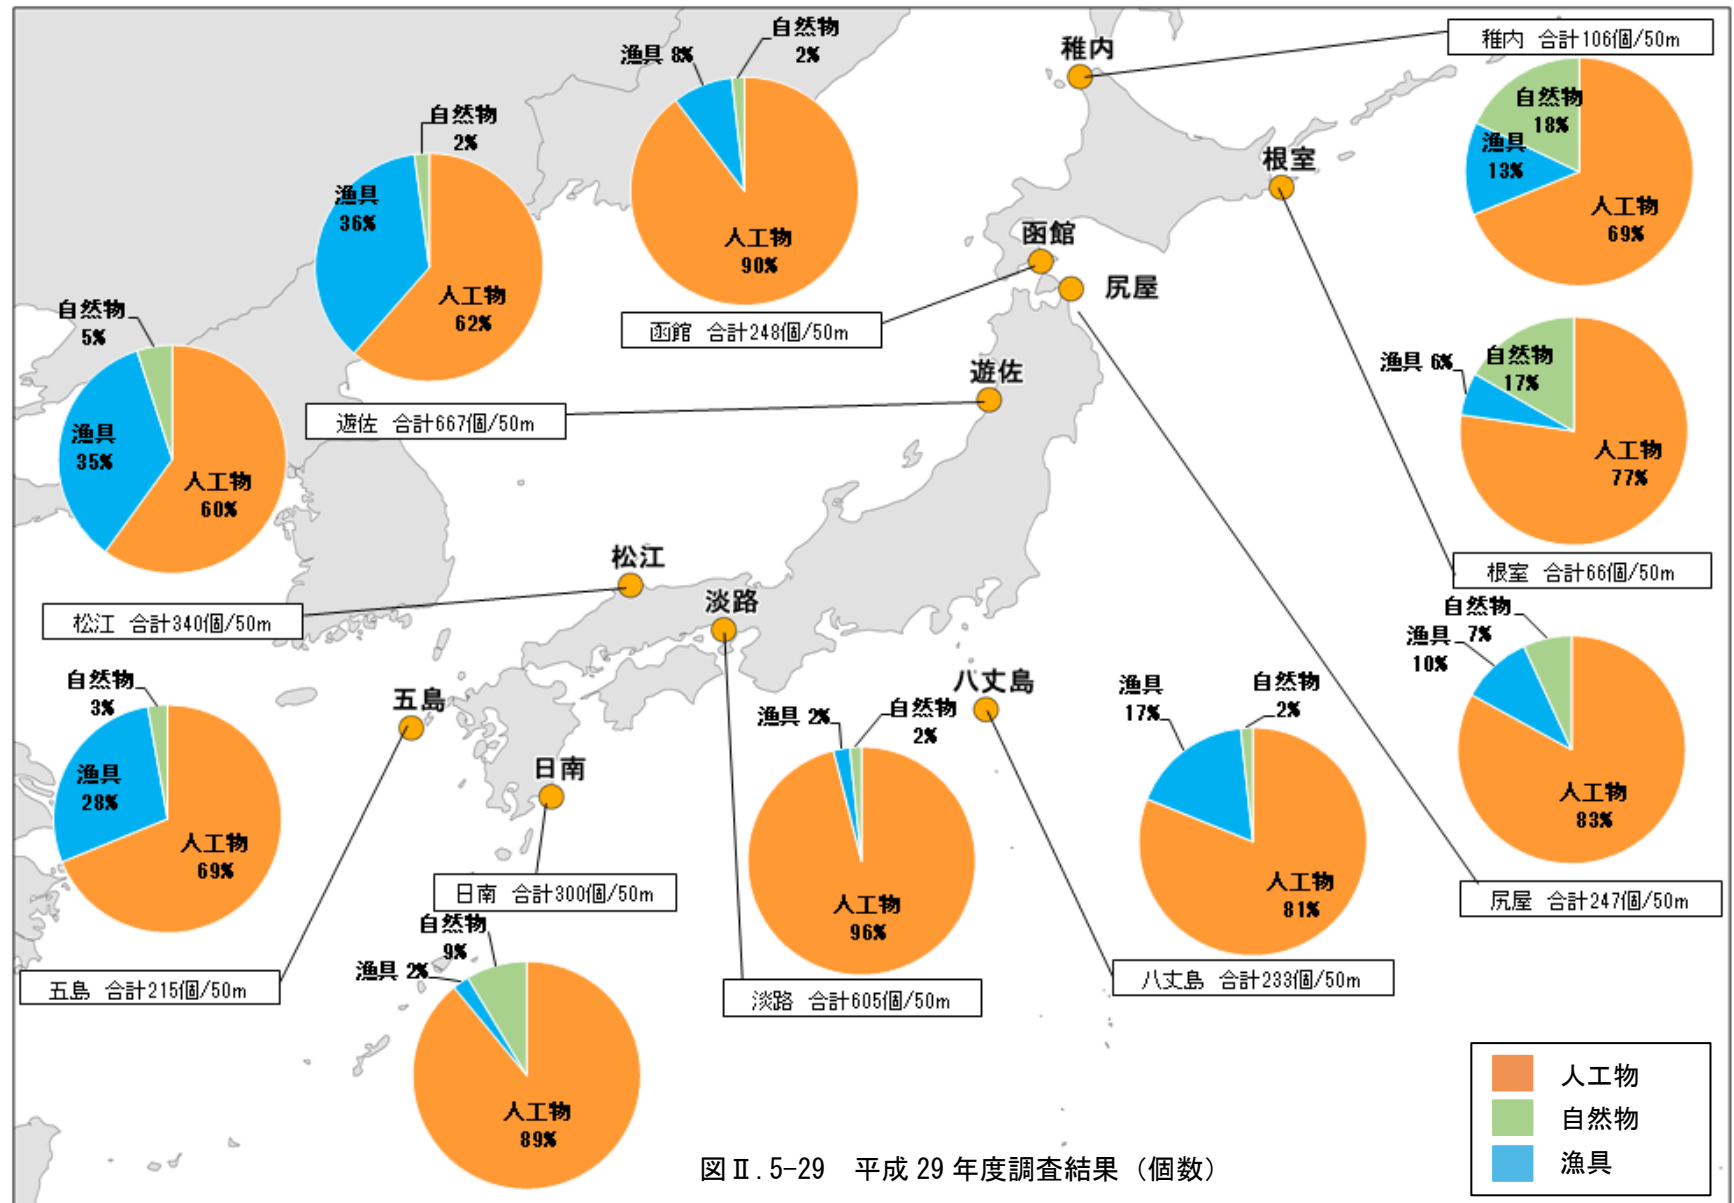 自然物
2%
漁具 8%
人工物
90%
函館 合計248個/50m
稚内
稚内 合計106個/50m
自然物
18%
漁具
13%
人工物
69%
自然物
2%
漁具
36%
人工物
62%
遊佐 合計667個/50m
根室
函館
尻屋
遊佐
自然物
17%
漁具 6%
人工物
77%
根室 合計66個/50m
自然物
5%
漁具
35%
人工物
60%
松江 合計340個/50m
松江
淡路
八丈島
五島
日南
自然物
7%
漁具
10%
人工物
83%
尻屋 合計247個/50m
自然物
3%
漁具
28%
人工物
69%
五島 合計215個/50m
日南 合計300個/50m
自然物
9%
漁具 2%
人工物
89%
漁具 2%
自然物
2%
人工物
96%
淡路 合計605個/50m
漁具
17%
自然物
2%
人工物
81%
八丈島 合計233個/50m
人工物
自然物
漁具
図Ⅱ.5-29 平成 29 年度調査結果（個数）